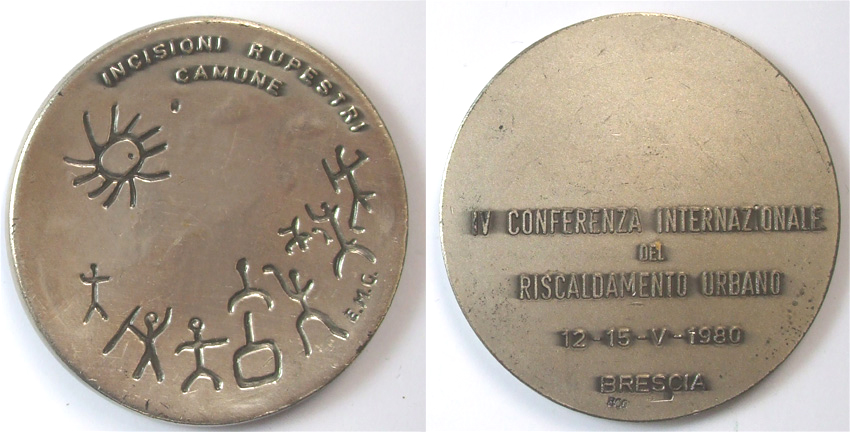 INCISIONI RUPESTRI
CAMUNE
B.M.G.
IV CONFERENZA INTERNAZIONALE
DEL
RISCALDAMENTO URBANO
12-15-V-1980
BRESCIA